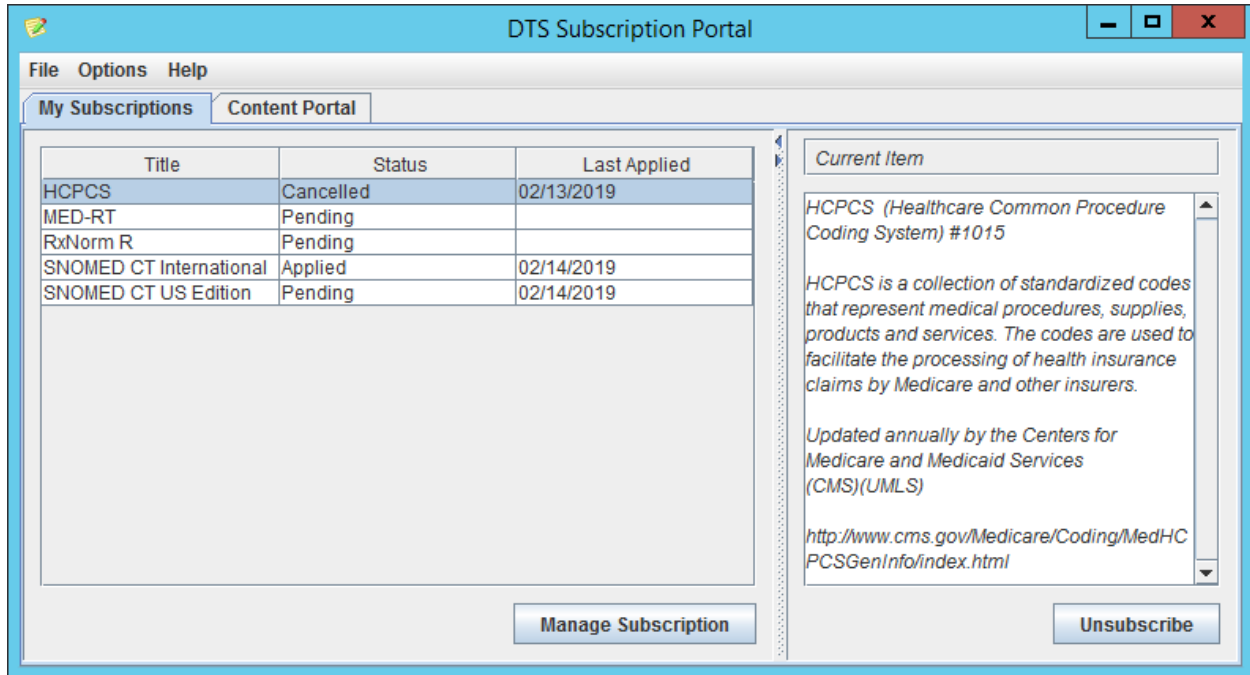 DTS Subscription Portal
File Options Help
My Subscriptions Content Portal
Title Status Last Applied
HCPCS Cancelled 02/13/2019
MED-RT Pending
RxNorm R Pending
SNOMED CT International Applied 02/14/2019
SNOMED CT US Edition Pending 02/14/2019
Manage Subscription
Current Item
HCPCS (Healthcare Common Procedure
Coding System) #1015
HCPCS is a collection of standardized codes
that represent medical procedures, supplies,
products and services. The codes are used to
facilitate the processing of health insurance
claims by Medicare and other insurers.
Updated annually by the Centers for
Medicare and Medicaid Services
(CMS)(UMLS)
http://www.cms.gov/Medicare/Coding/MedHC
PCSGenInfo/index.html
Unsubscribe